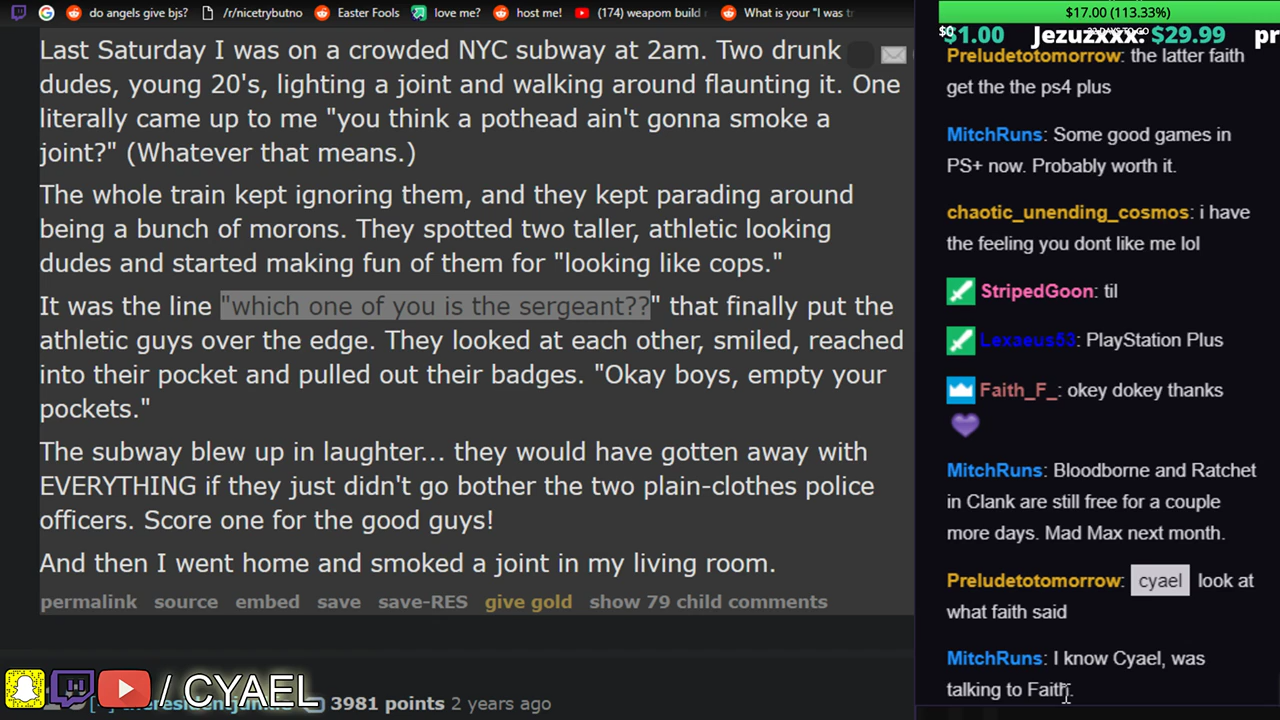 do angels give bjs?
/r/nicetrybutno
Easter Fools
love me?
host me!
(174) weapom build
What is your "I was tr
Last Saturday I was on a crowded NYC subway at 2am. Two drunk
dudes, young 20's, lighting a joint and walking around flaunting it. One
literally came up to me "you think a pothead ain't gonna smoke a
joint?" (Whatever that means.)
The whole train kept ignoring them, and they kept parading around
being a bunch of morons. They spotted two taller, athletic looking
dudes and started making fun of them for "looking like cops."
It was the line "which one of you is the sergeant??" that finally put the
athletic guys over the edge. They looked at each other, smiled, reached
into their pocket and pulled out their badges. "Okay boys, empty your
pockets."
The subway blew up in laughter... they would have gotten away with
EVERYTHING if they just didn't go bother the two plain-clothes police
officers. Score one for the good guys!
And then I went home and smoked a joint in my living room.
permalink source embed save save-RES give gold show 79 child comments
/ CYAEL
3981 points 2 years ago
$17.00 (113.33%)
$1.00 Jezuzxxx: $29.99 pr
Preludetotomorrow: the latter faith
get the the ps4 plus
MitchRuns: Some good games in
PS+ now. Probably worth it.
chaotic_unending_cosmos: i have
the feeling you dont like me lol
StripedGoon: til
Lexaeus53: PlayStation Plus
Faith_F_: okey dokey thanks
MitchRuns: Bloodborne and Ratchet
in Clank are still free for a couple
more days. Mad Max next month.
Preludetotomorrow: cyael look at
what faith said
MitchRuns: I know Cyael, was
talking to Faith.